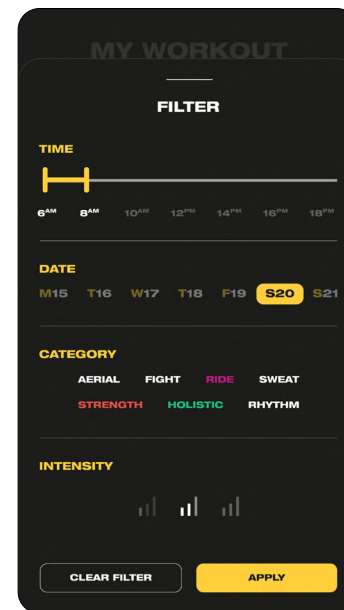 MY WORKOUT
FILTER
TIME
6AM 8AM 10AM 12PM 14PM 16PM 18PM
DATE
M15 T16 W17 T18 F19 S20 S21
CATEGORY
AERIAL FIGHT RIDE SWEAT
STRENGTH HOLISTIC RHYTHM
INTENSITY
CLEAR FILTER APPLY